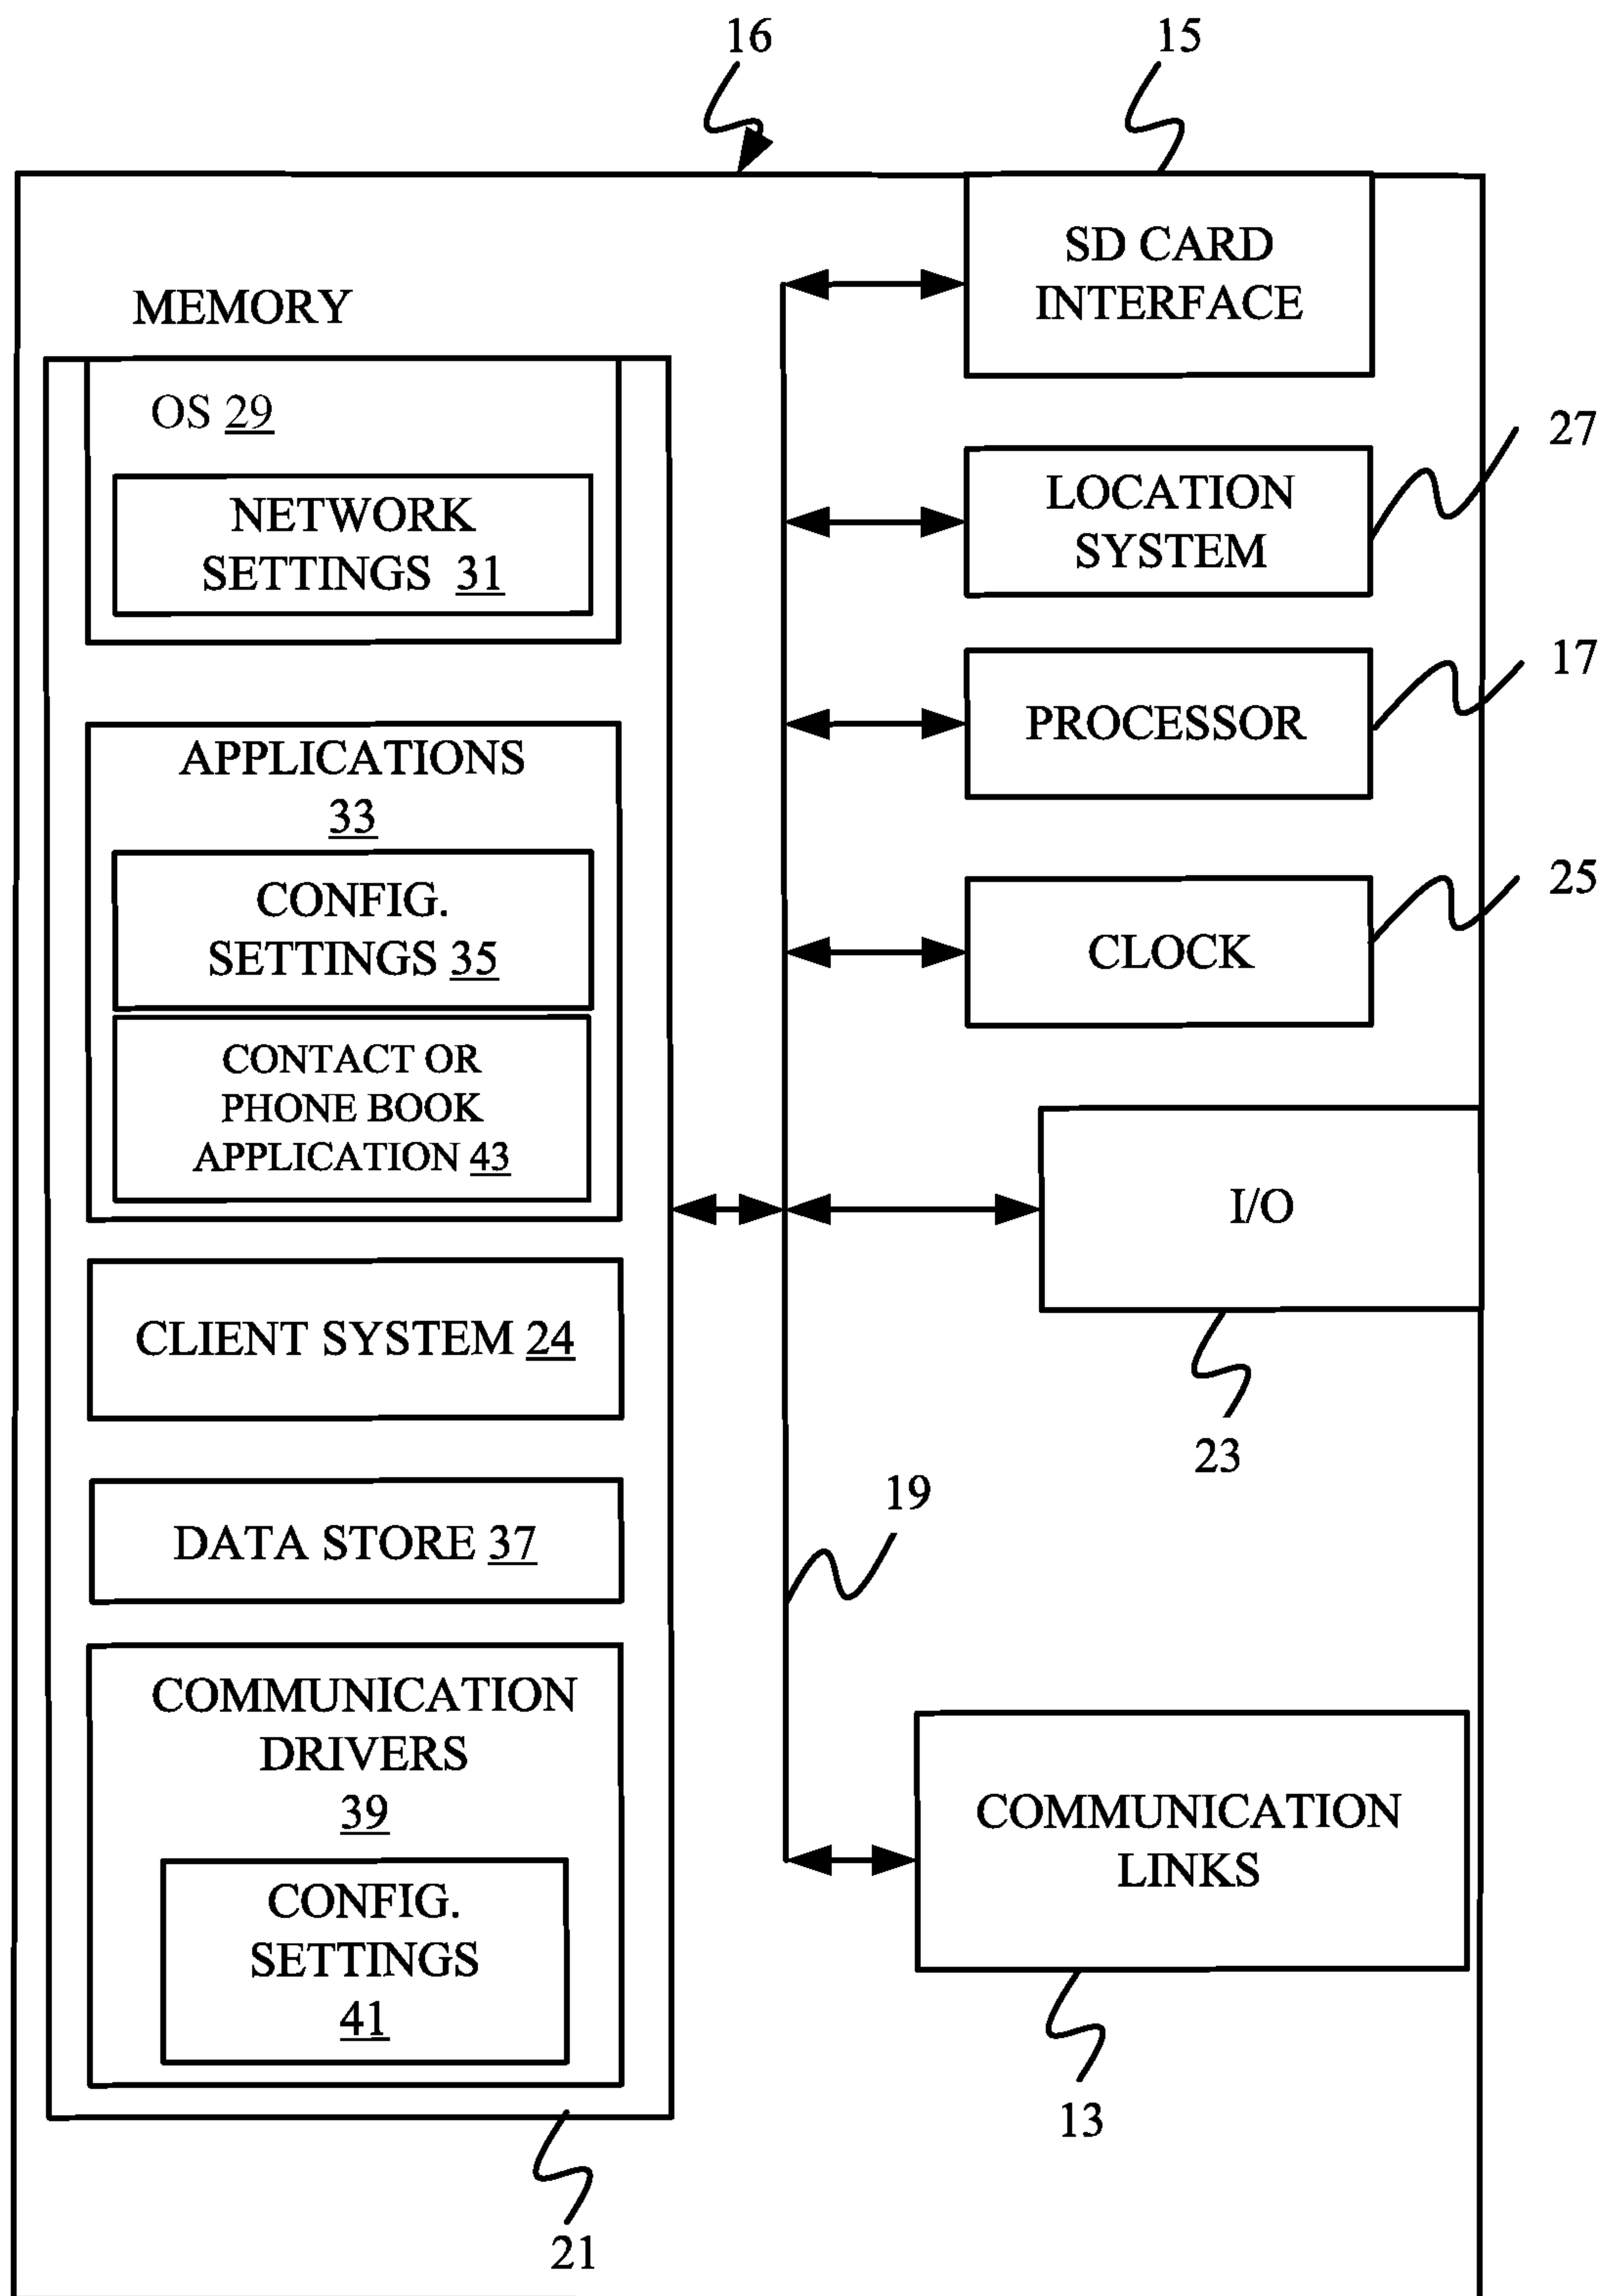 16
15
SD CARD
INTERFACE
MEMORY
OS 29
27
NETWORK
SETTINGS 31
LOCATION
SYSTEM
17
PROCESSOR
APPLICATIONS
33
25
CONFIG.
SETTINGS 35
CLOCK
CONTACT OR
PHONE BOOK
APPLICATION 43
I/O
CLIENT SYSTEM 24
23
19
DATA STORE 37
COMMUNICATION
DRIVERS
39
COMMUNICATION
LINKS
CONFIG.
SETTINGS
41
13
21